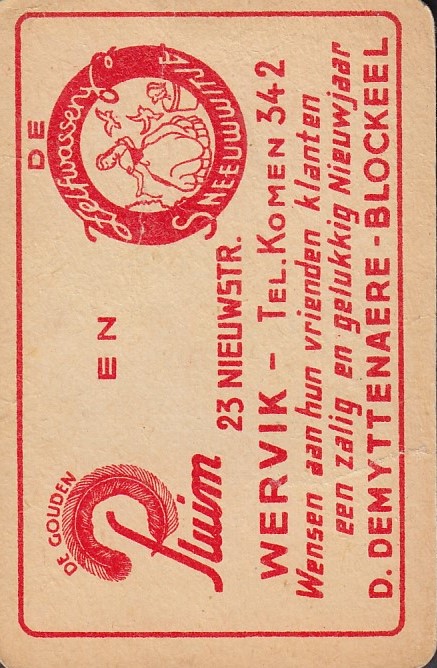 DE GOUDEN
Pluim
EN
DE
Zelfwassery
23 NIEUWSTR.
WERVIK - TEL. KOMEN 342
Wensen aan hun vrienden klanten
een zalig en gelukkig Nieuwjaar
D. DEMYTTENAERE-BLOCKEEL